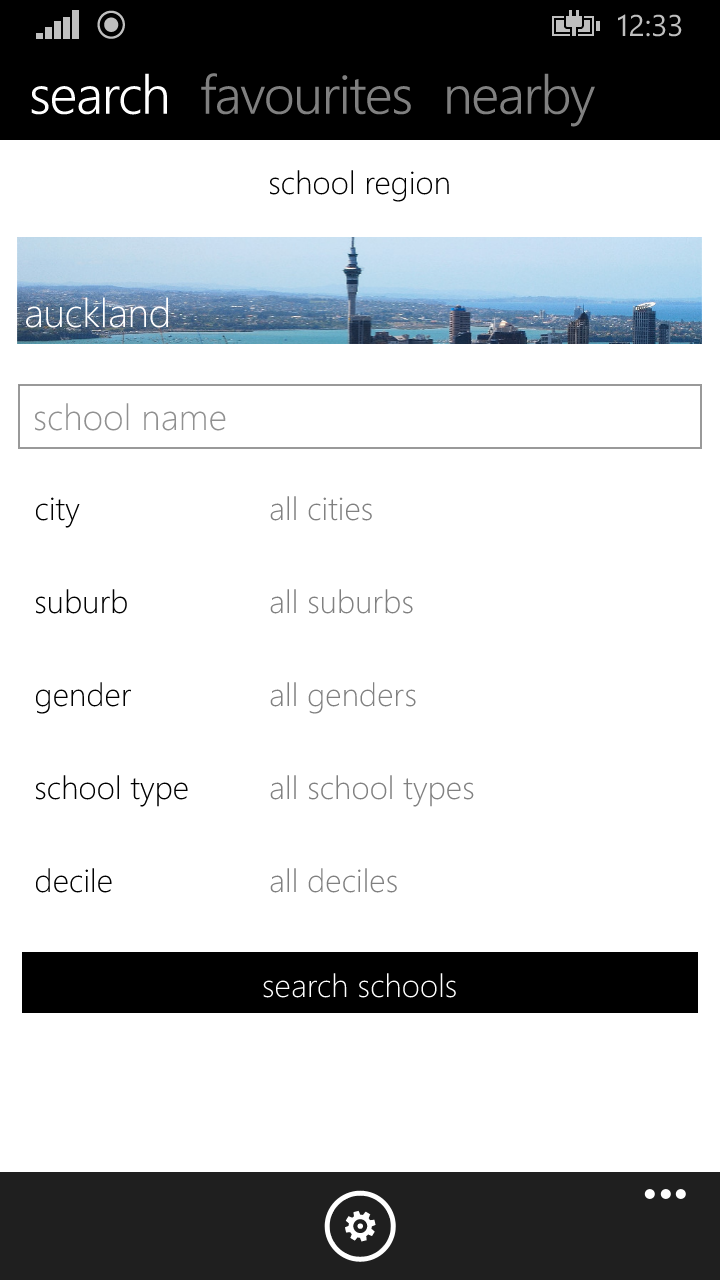 12:33
search favourites nearby
school region
auckland
school name
city all cities
suburb all suburbs
gender all genders
school type all school types
decile all deciles
search schools